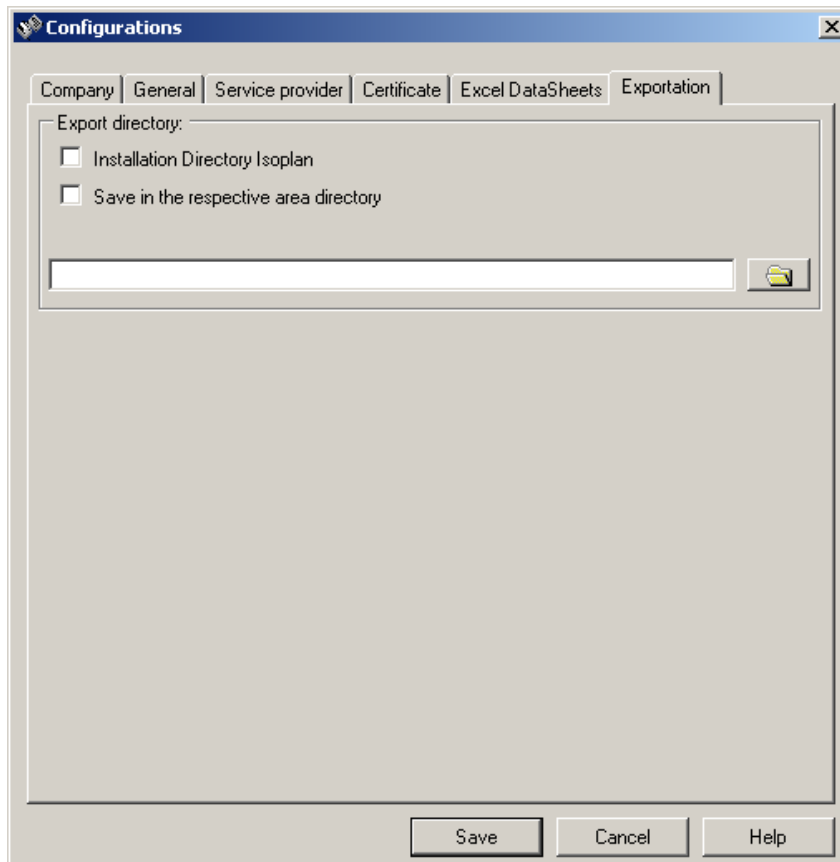 Configurations
Company General Service provider Certificate Excel DataSheets Exportation
Export directory:
Installation Directory Isoplan
Save in the respective area directory
Save Cancel Help